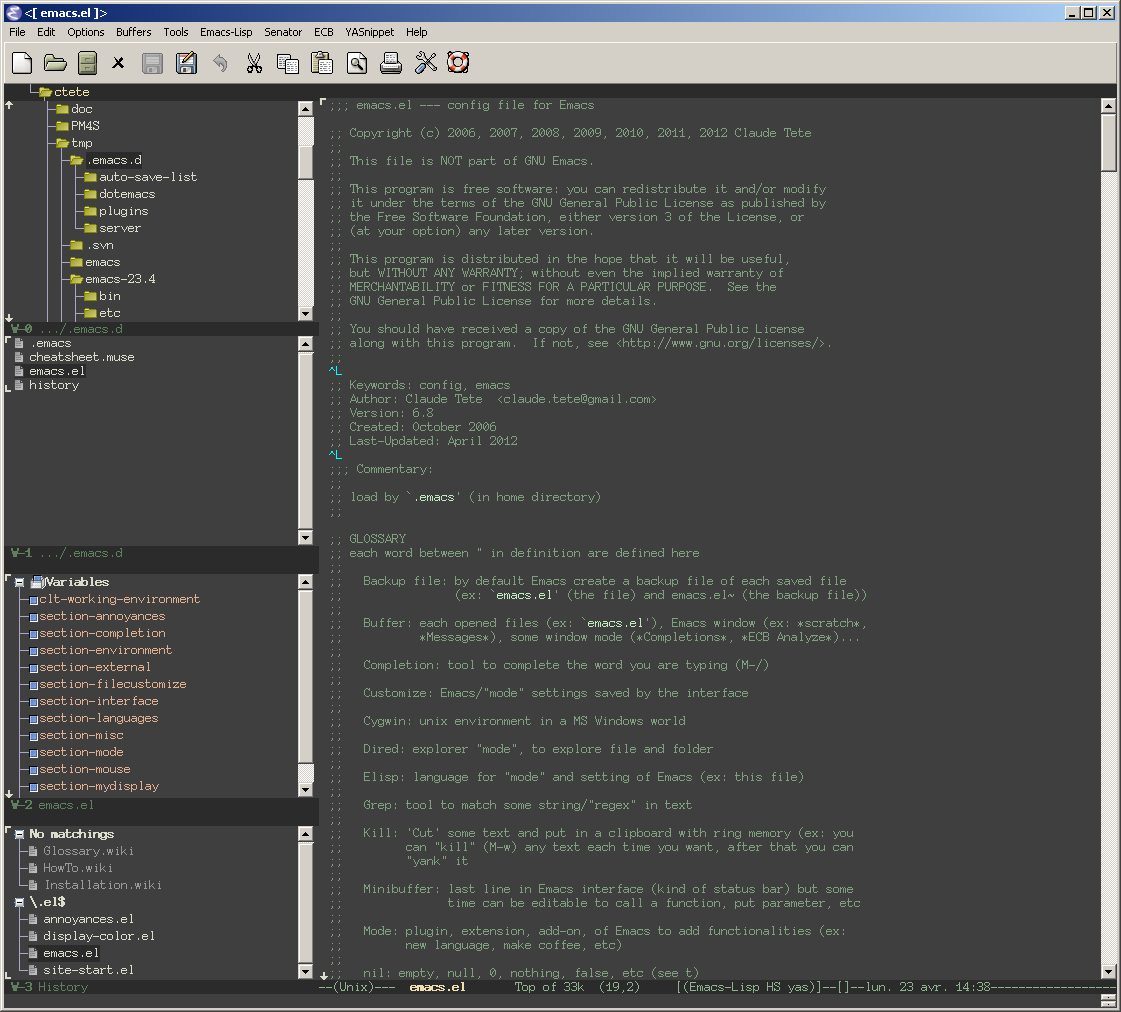 <[ emacs.el ]>
File Edit Options Buffers Tools Emacs-Lisp Senator ECB YASnippet Help
ctete
doc
PM4S
tmp
.emacs.d
auto-save-list
dotemacs
plugins
server
.svn
emacs
emacs-23.4
bin
etc
W-0 .../.emacs.d
.emacs
cheatsheet.muse
emacs.el
history
W-1 .../.emacs.d
Variables
clt-working-environment
section-annoyances
section-completion
section-environment
section-external
section-filecustomize
section-interface
section-languages
section-misc
section-mode
section-mouse
section-mydisplay
W-2 emacs.el
No matchings
Glossary.wiki
HowTo.wiki
Installation.wiki
\.el$
annoyances.el
display-color.el
emacs.el
site-start.el
W-3 History
;;; emacs.el --- config file for Emacs
;; Copyright (c) 2006, 2007, 2008, 2009, 2010, 2011, 2012 Claude Tete
;;
;; This file is NOT part of GNU Emacs.
;;
;; This program is free software: you can redistribute it and/or modify
;; it under the terms of the GNU General Public License as published by
;; the Free Software Foundation, either version 3 of the License, or
;; (at your option) any later version.
;;
;; This program is distributed in the hope that it will be useful,
;; but WITHOUT ANY WARRANTY; without even the implied warranty of
;; MERCHANTABILITY or FITNESS FOR A PARTICULAR PURPOSE.  See the
;; GNU General Public License for more details.
;;
;; You should have received a copy of the GNU General Public License
;; along with this program.  If not, see <http://www.gnu.org/licenses/>.
;;
^L
;; Keywords: config, emacs
;; Author: Claude Tete  <claude.tete@gmail.com>
;; Version: 6.8
;; Created: October 2006
;; Last-Updated: April 2012
^L
;;; Commentary:
;;
;; load by `.emacs' (in home directory)
;;
;; GLOSSARY
;; each word between " in definition are defined here
;;
;;   Backup file: by default Emacs create a backup file of each saved file
;;                (ex: `emacs.el' (the file) and emacs.el~ (the backup file))
;;
;;   Buffer: each opened files (ex: `emacs.el'), Emacs window (ex: *scratch*,
;;           *Messages*), some window mode (*Completions*, *ECB Analyze*)...
;;
;;   Completion: tool to complete the word you are typing (M-/)
;;
;;   Customize: Emacs/"mode" settings saved by the interface
;;
;;   Cygwin: unix environment in a MS Windows world
;;
;;   Dired: explorer "mode", to explore file and folder
;;
;;   Elisp: language for "mode" and setting of Emacs (ex: this file)
;;
;;   Grep: tool to match some string/"regex" in text
;;
;;   Kill: 'Cut' some text and put in a clipboard with ring memory (ex: you
;;         can "kill" (M-w) any text each time you want, after that you can
;;         "yank" it
;;
;;   Minibuffer: last line in Emacs interface (kind of status bar) but some
;;               time can be editable to call a function, put parameter, etc
;;
;;   Mode: plugin, extension, add-on, of Emacs to add functionalities (ex:
;;         new language, make coffee, etc)
;;
;;   nil: empty, null, 0, nothing, false, etc (see t)
--(Unix)---  emacs.el       Top of 33k  (19,2)     [(Emacs-Lisp HS yas)]--[]--lun. 23 avr. 14:38------------------